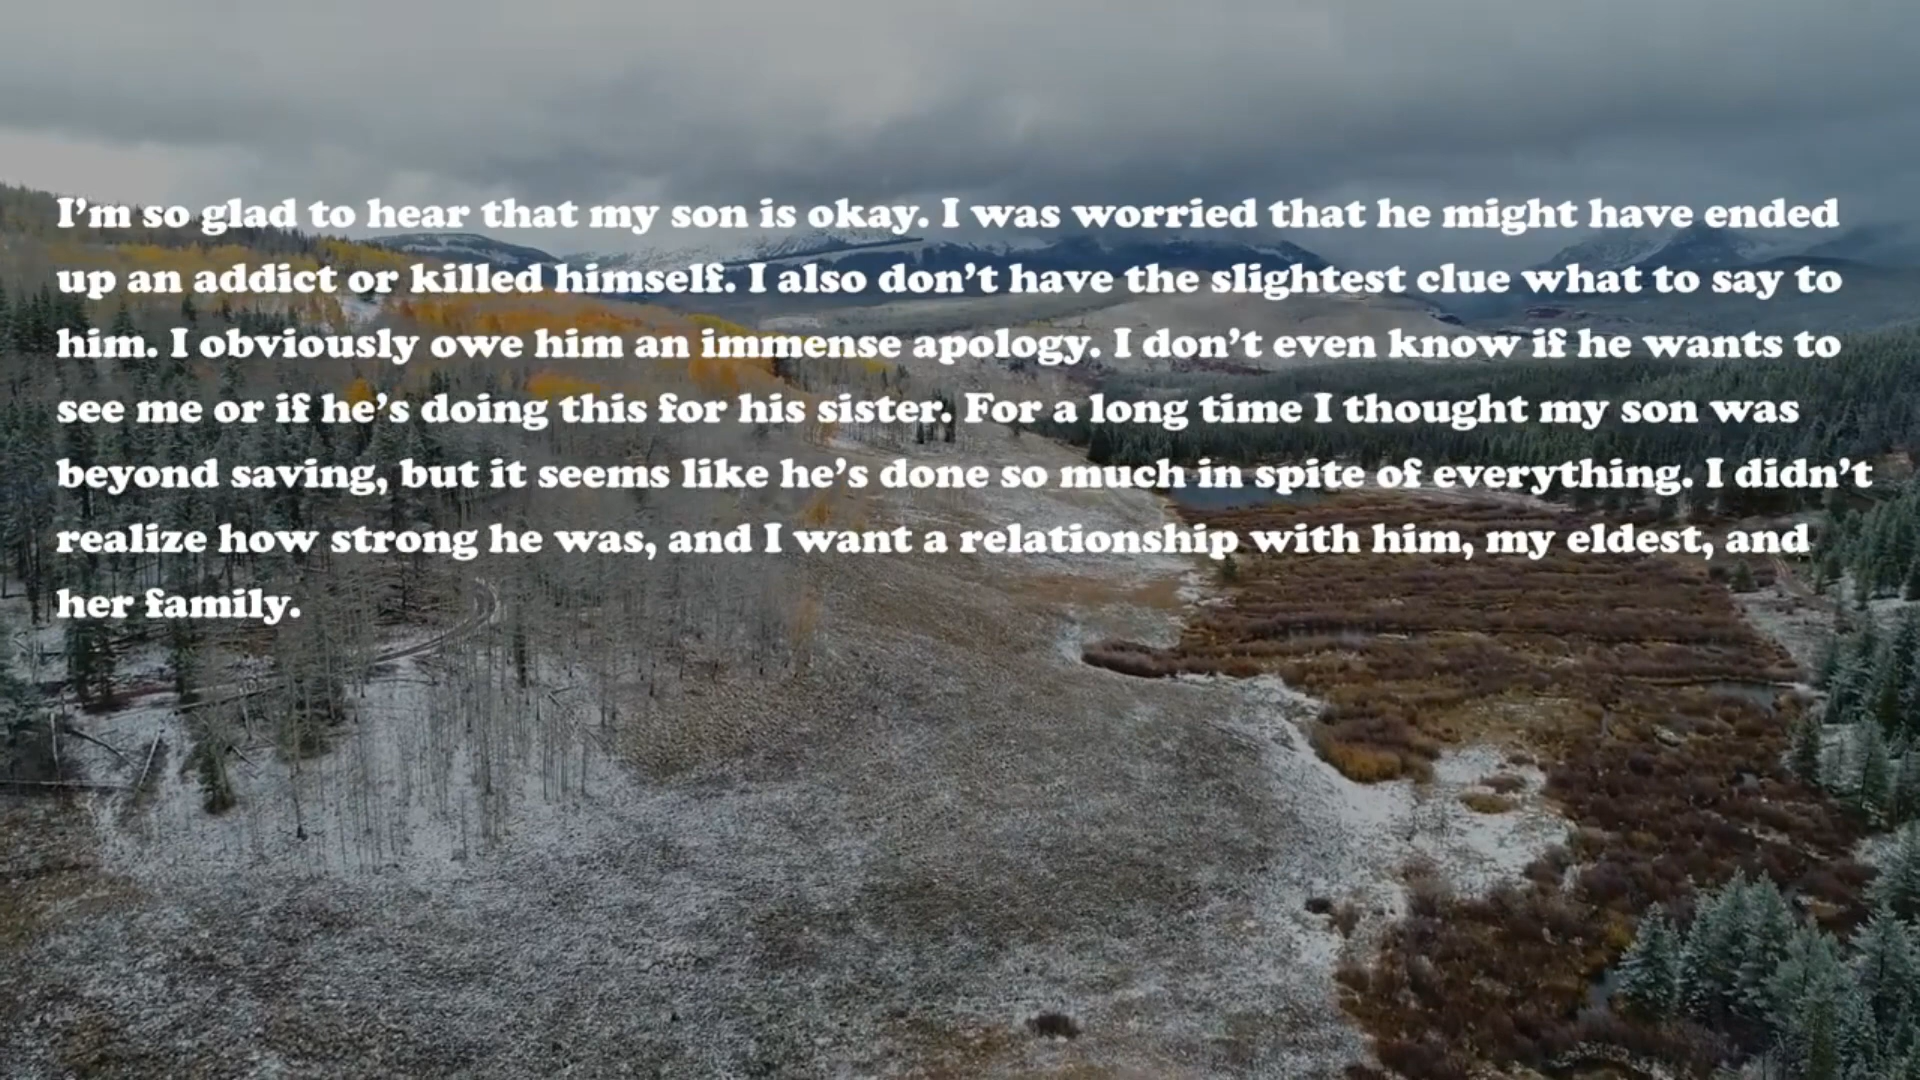 I'm so glad to hear that my son is okay. I was worried that he might have ended
up an addict or killed himself. I also don't have the slightest clue what to say to
him. I obviously owe him an immense apology. I don't even know if he wants to
see me or if he's doing this for his sister. For a long time I thought my son was
beyond saving, but it seems like he's done so much in spite of everything. I didn't
realize how strong he was, and I want a relationship with him, my eldest, and
her family.